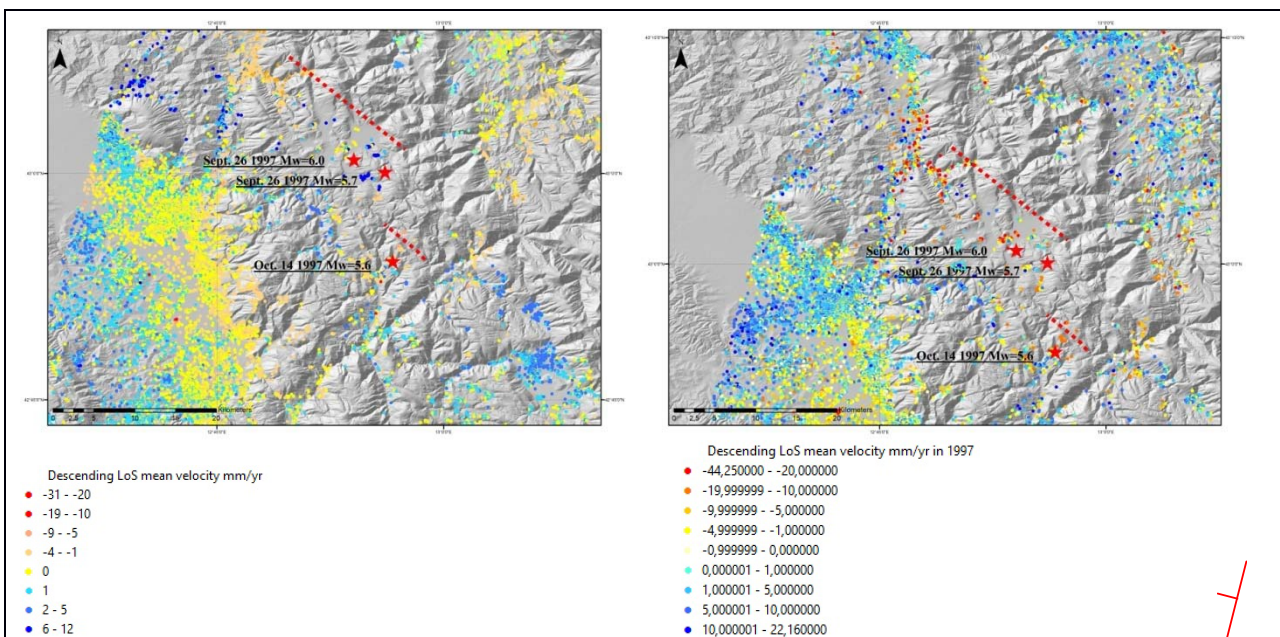 N
Sept. 26 1997 Mw=6.0
Sept. 26 1997 Mw=5.7
Oct. 14 1997 Mw=5.6
Kilometers
Descending LoS mean velocity mm/yr
-31 - -20
-19 - -10
-9 - -5
-4 - -1
0
1
2 - 5
6 - 12
N
Sept. 26 1997 Mw=6.0
Sept. 26 1997 Mw=5.7
Oct. 14 1997 Mw=5.6
Kilometers
Descending LoS mean velocity mm/yr in 1997
-44,250000 - -20,000000
-19,999999 - -10,000000
-9,999999 - -5,000000
-4,999999 - -1,000000
-0,999999 - 0,000000
0,000001 - 1,000000
1,000001 - 5,000000
5,000001 - 10,000000
10,000001 - 22,160000